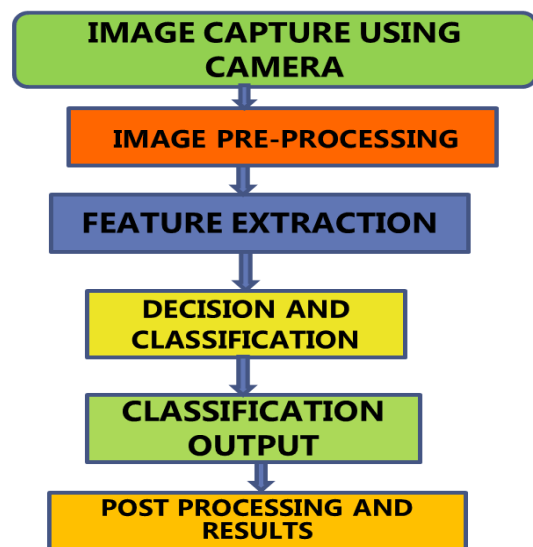 IMAGE CAPTURE USING
CAMERA
IMAGE PRE-PROCESSING
FEATURE EXTRACTION
DECISION AND
CLASSIFICATION
CLASSIFICATION
OUTPUT
POST PROCESSING AND
RESULTS